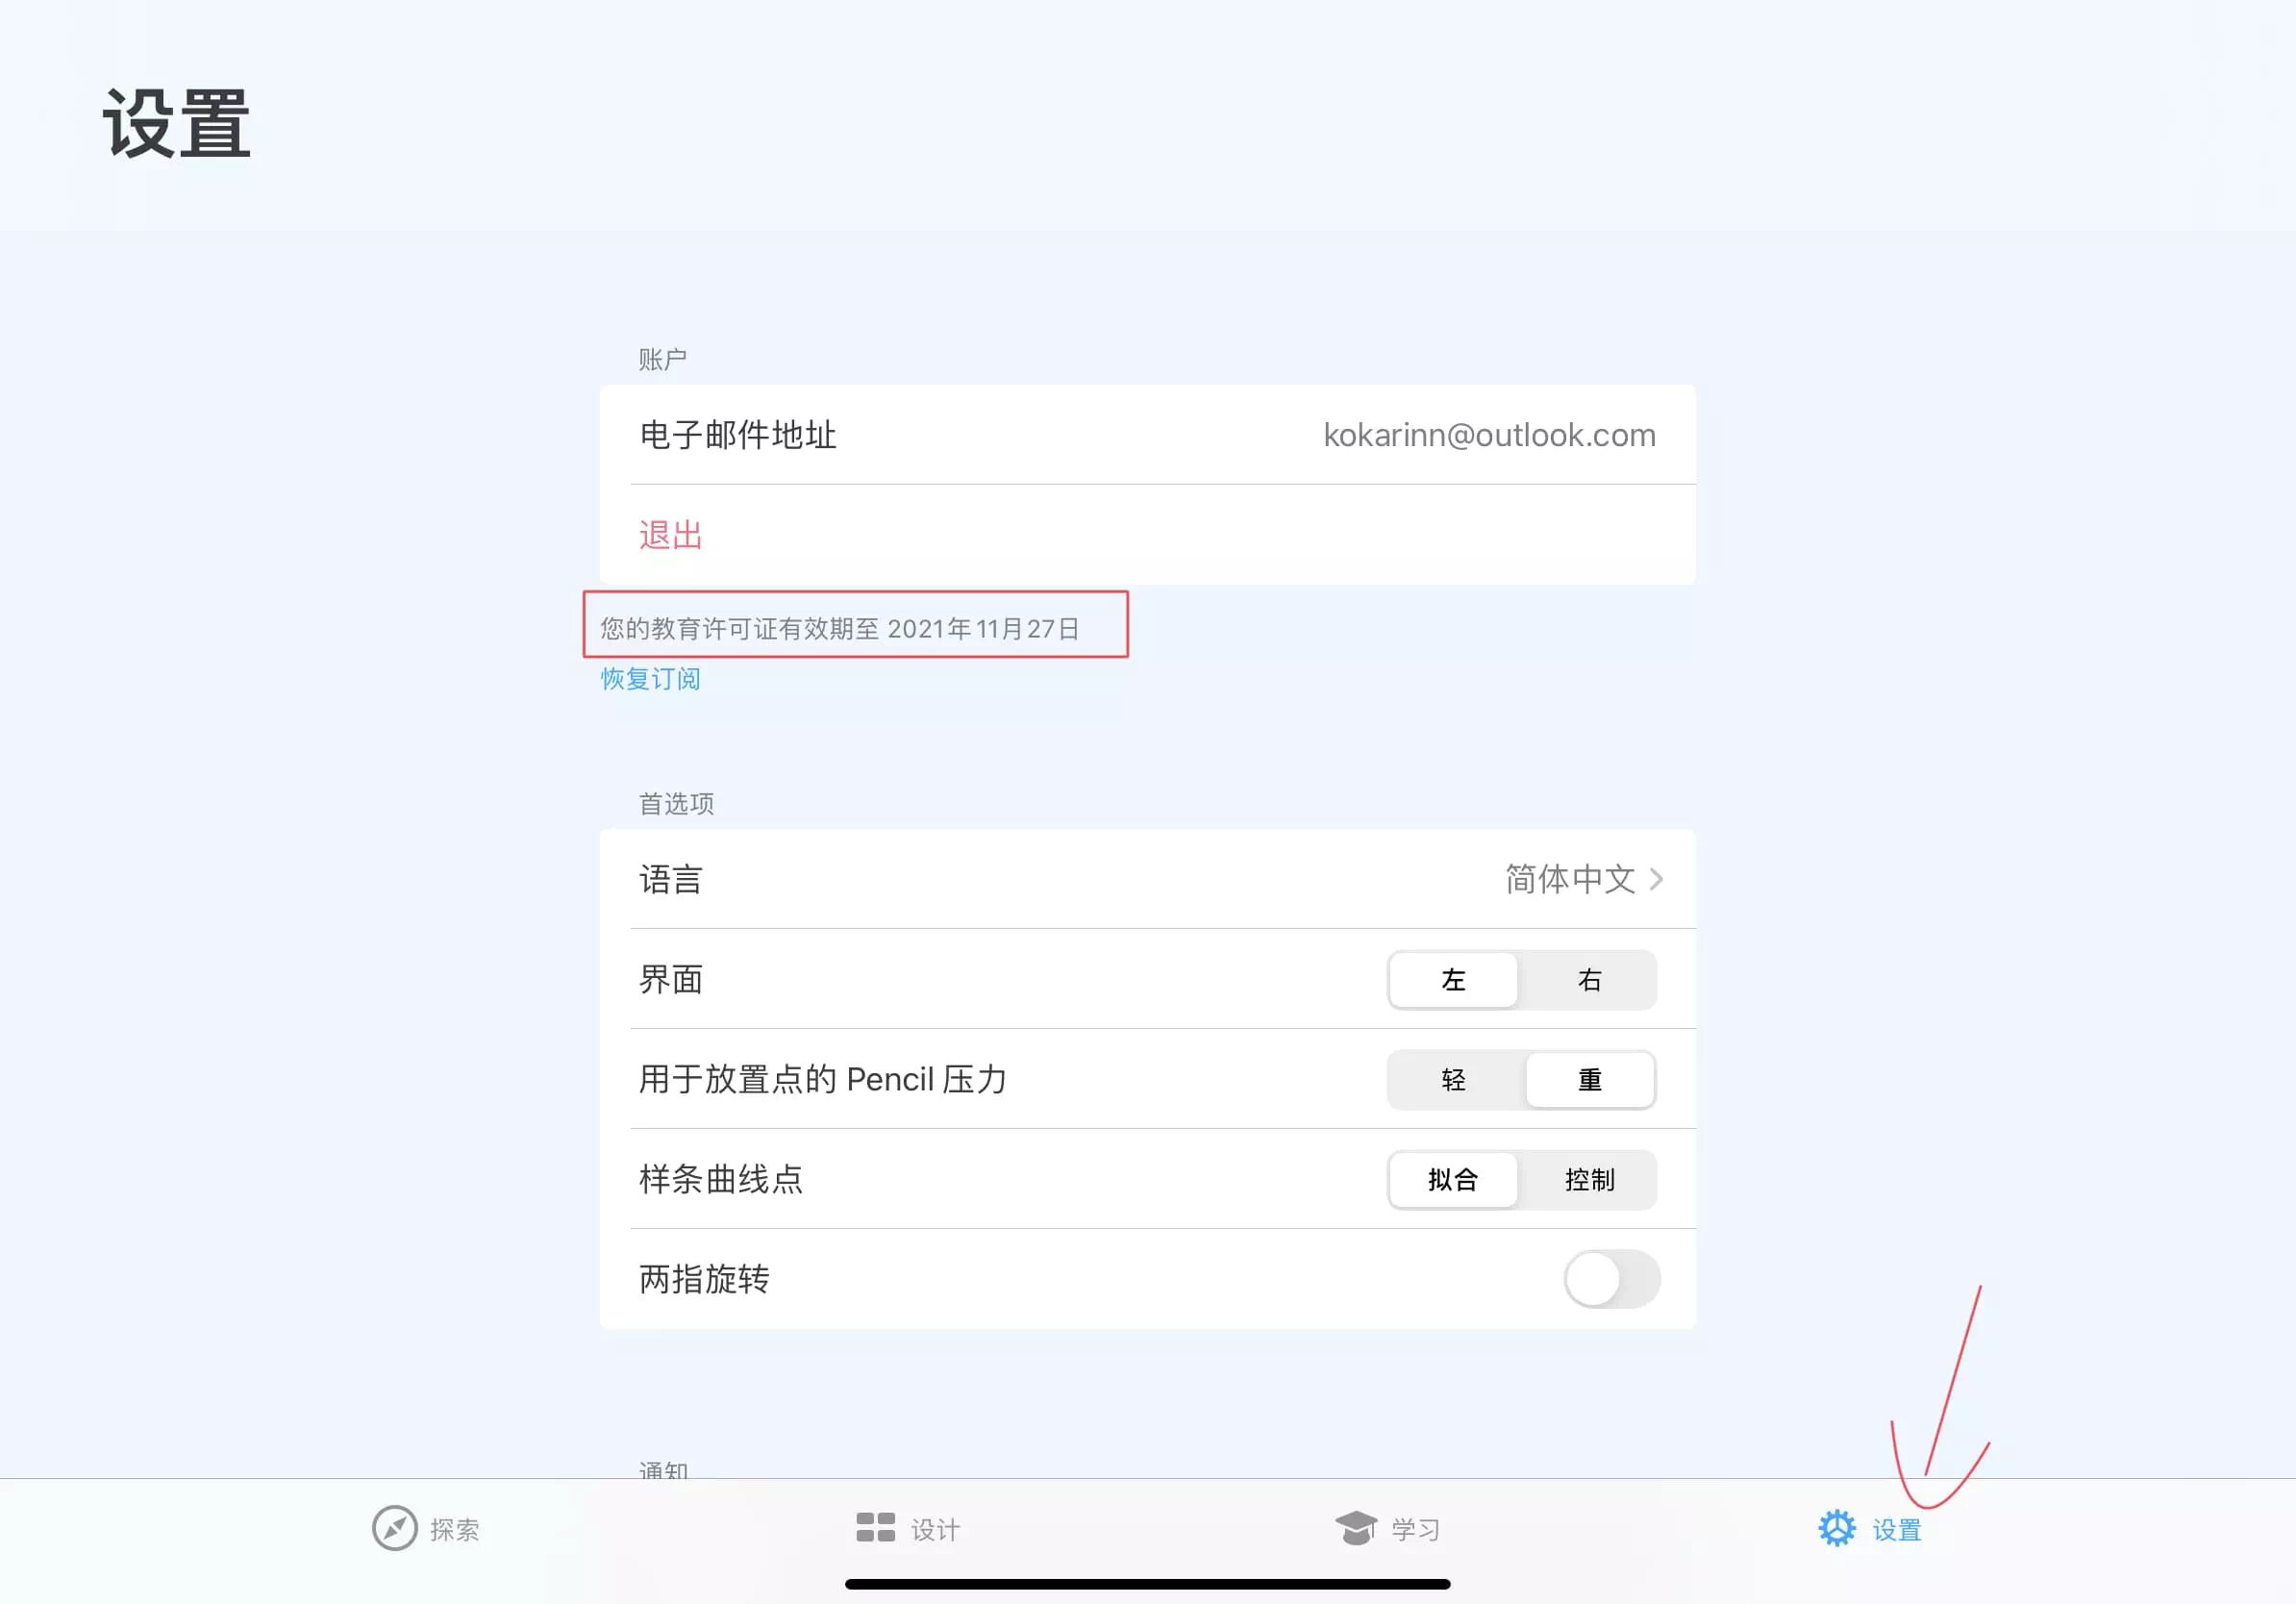 设置
账户
电子邮件地址 kokarinn@outlook.com
退出
您的教育许可证有效期至 2021年11月27日
恢复订阅
首选项
语言 简体中文
界面 左 右
用于放置点的 Pencil 压力 轻 重
样条曲线点 拟合 控制
两指旋转
通知
探索 设计 学习 设置